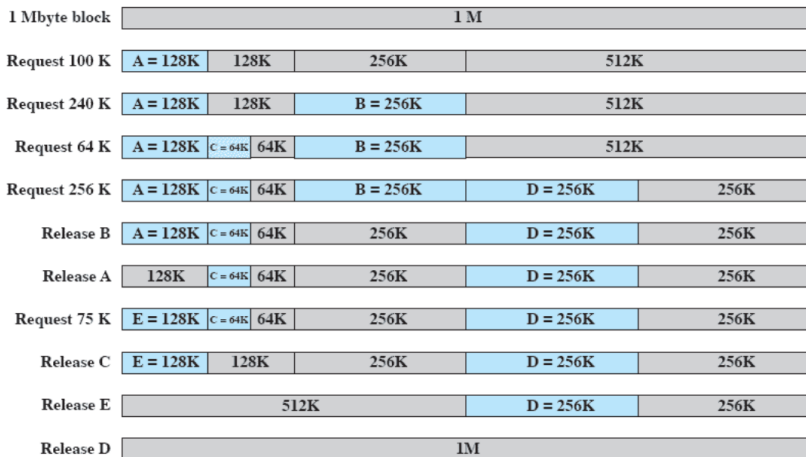 1 Mbyte block 1 M
Request 100 K A = 128K 128K 256K 512K
Request 240 K A = 128K 128K B = 256K 512K
Request 64 K A = 128K C = 64K 64K B = 256K 512K
Request 256 K A = 128K C = 64K 64K B = 256K D = 256K 256K
Release B A = 128K C = 64K 64K 256K D = 256K 256K
Release A 128K C = 64K 64K 256K D = 256K 256K
Request 75 K E = 128K C = 64K 64K 256K D = 256K 256K
Release C E = 128K 128K 256K D = 256K 256K
Release E 512K D = 256K 256K
Release D 1M